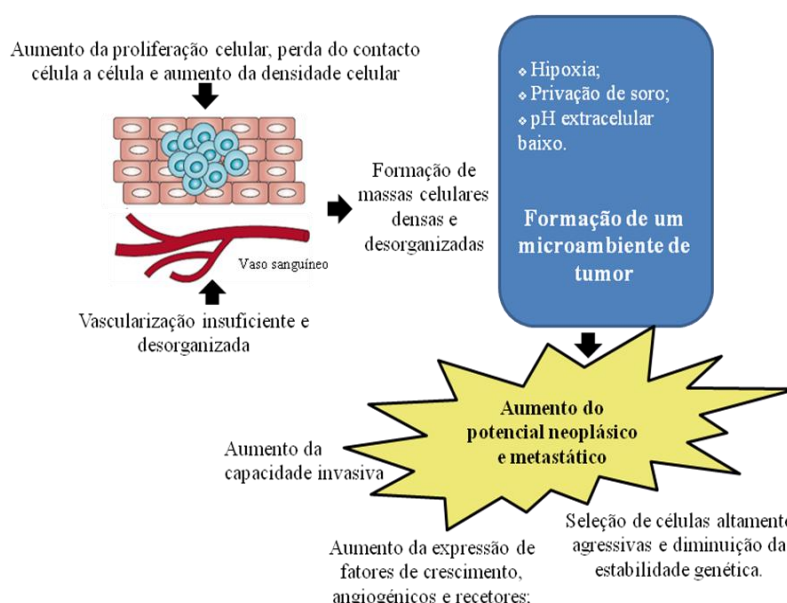 Aumento da proliferação celular, perda do contacto
célula a célula e aumento da densidade celular
Vaso sanguíneo
Vascularização insuficiente e
desorganizada
Formação de
massas celulares
densas e
desorganizadas
❖ Hipoxia;
❖ Privação de soro;
❖ pH extracelular
baixo.
Formação de um
microambiente de
tumor
Aumento do
potencial neoplásico
e metastático
Aumento da
capacidade invasiva
Aumento da expressão de
fatores de crescimento,
angiogénicos e recetores;
Seleção de células altamente
agressivas e diminuição da
estabilidade genética.